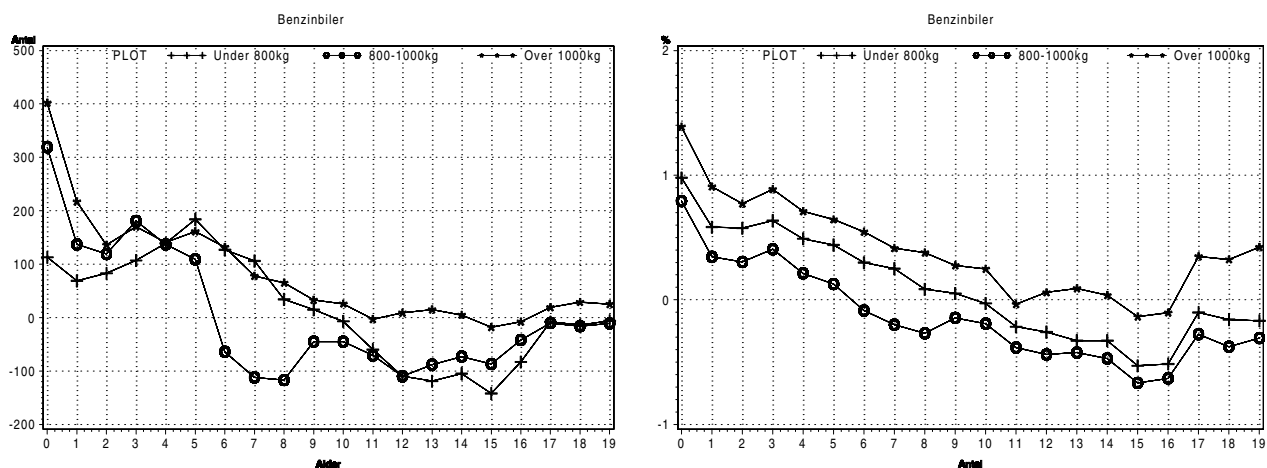 Benzinbiler
Antal
500
PLOT Under 800kg 800-1000kg Over 1000kg
400
300
200
100
0
-100
-200
0 1 2 3 4 5 6 7 8 9 10 11 12 13 14 15 16 17 18 19
Alder
Benzinbiler
%
2
PLOT Under 800kg 800-1000kg Over 1000kg
1
0
-1
0 1 2 3 4 5 6 7 8 9 10 11 12 13 14 15 16 17 18 19
Antal